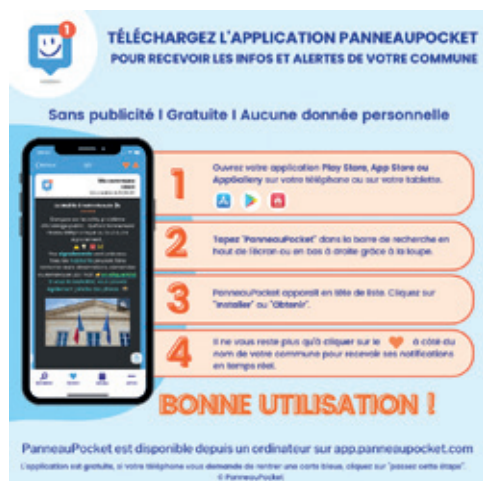 1
TÉLÉCHARGEZ L'APPLICATION PANNEAUPOCKET
POUR RECEVOIR LES INFOS ET ALERTES DE VOTRE COMMUNE
Sans publicité I Gratuite I Aucune donnée personnelle
1
Ouvrez votre application Play Store, App Store ou
AppGallery sur votre téléphone ou sur votre tablette.
2
Tapez "PanneauPocket" dans la barre de recherche en
haut de l'écran ou en bas à droite grâce à la loupe.
3
PanneauPocket apparaît en tête de liste. Cliquez sur
"Installer" ou "Obtenir".
4
Il ne vous reste plus qu'à cliquer sur le à côté du
nom de votre commune pour recevoir ses notifications
en temps réel.
BONNE UTILISATION !
PanneauPocket est disponible depuis un ordinateur sur app.panneaupocket.com
L'application est gratuite, si votre téléphone vous demande de rentrer une carte bleue, cliquez sur "passez cette étape".
© PanneauPocket